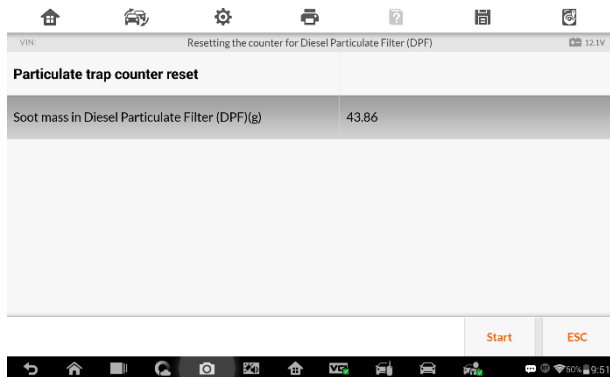 VIN: Resetting the counter for Diesel Particulate Filter (DPF) 12.1V
Particulate trap counter reset
Soot mass in Diesel Particulate Filter (DPF)(g) 43.86
Start ESC
50% 9:51